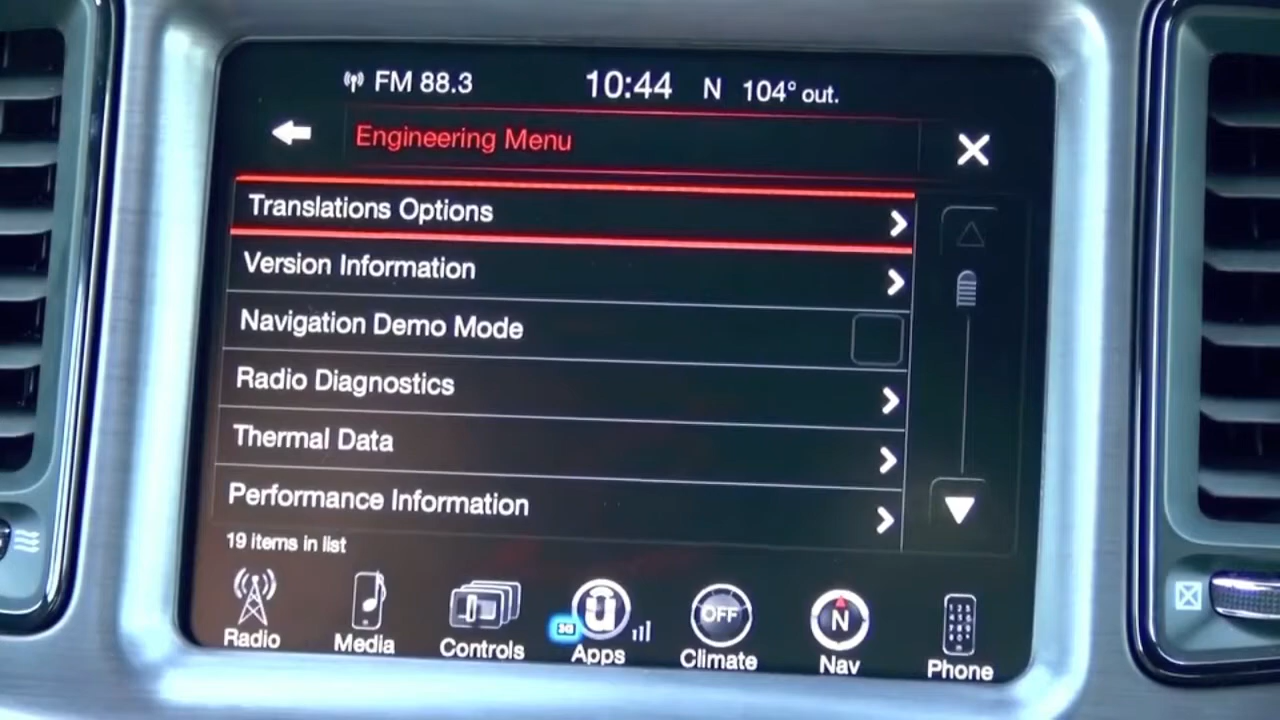 FM 88.3 10:44 N 104° out.
Engineering Menu
Translations Options
Version Information
Navigation Demo Mode
Radio Diagnostics
Thermal Data
Performance Information
19 items in list
3G
OFF
N
Radio Media Controls Apps Climate Nav Phone